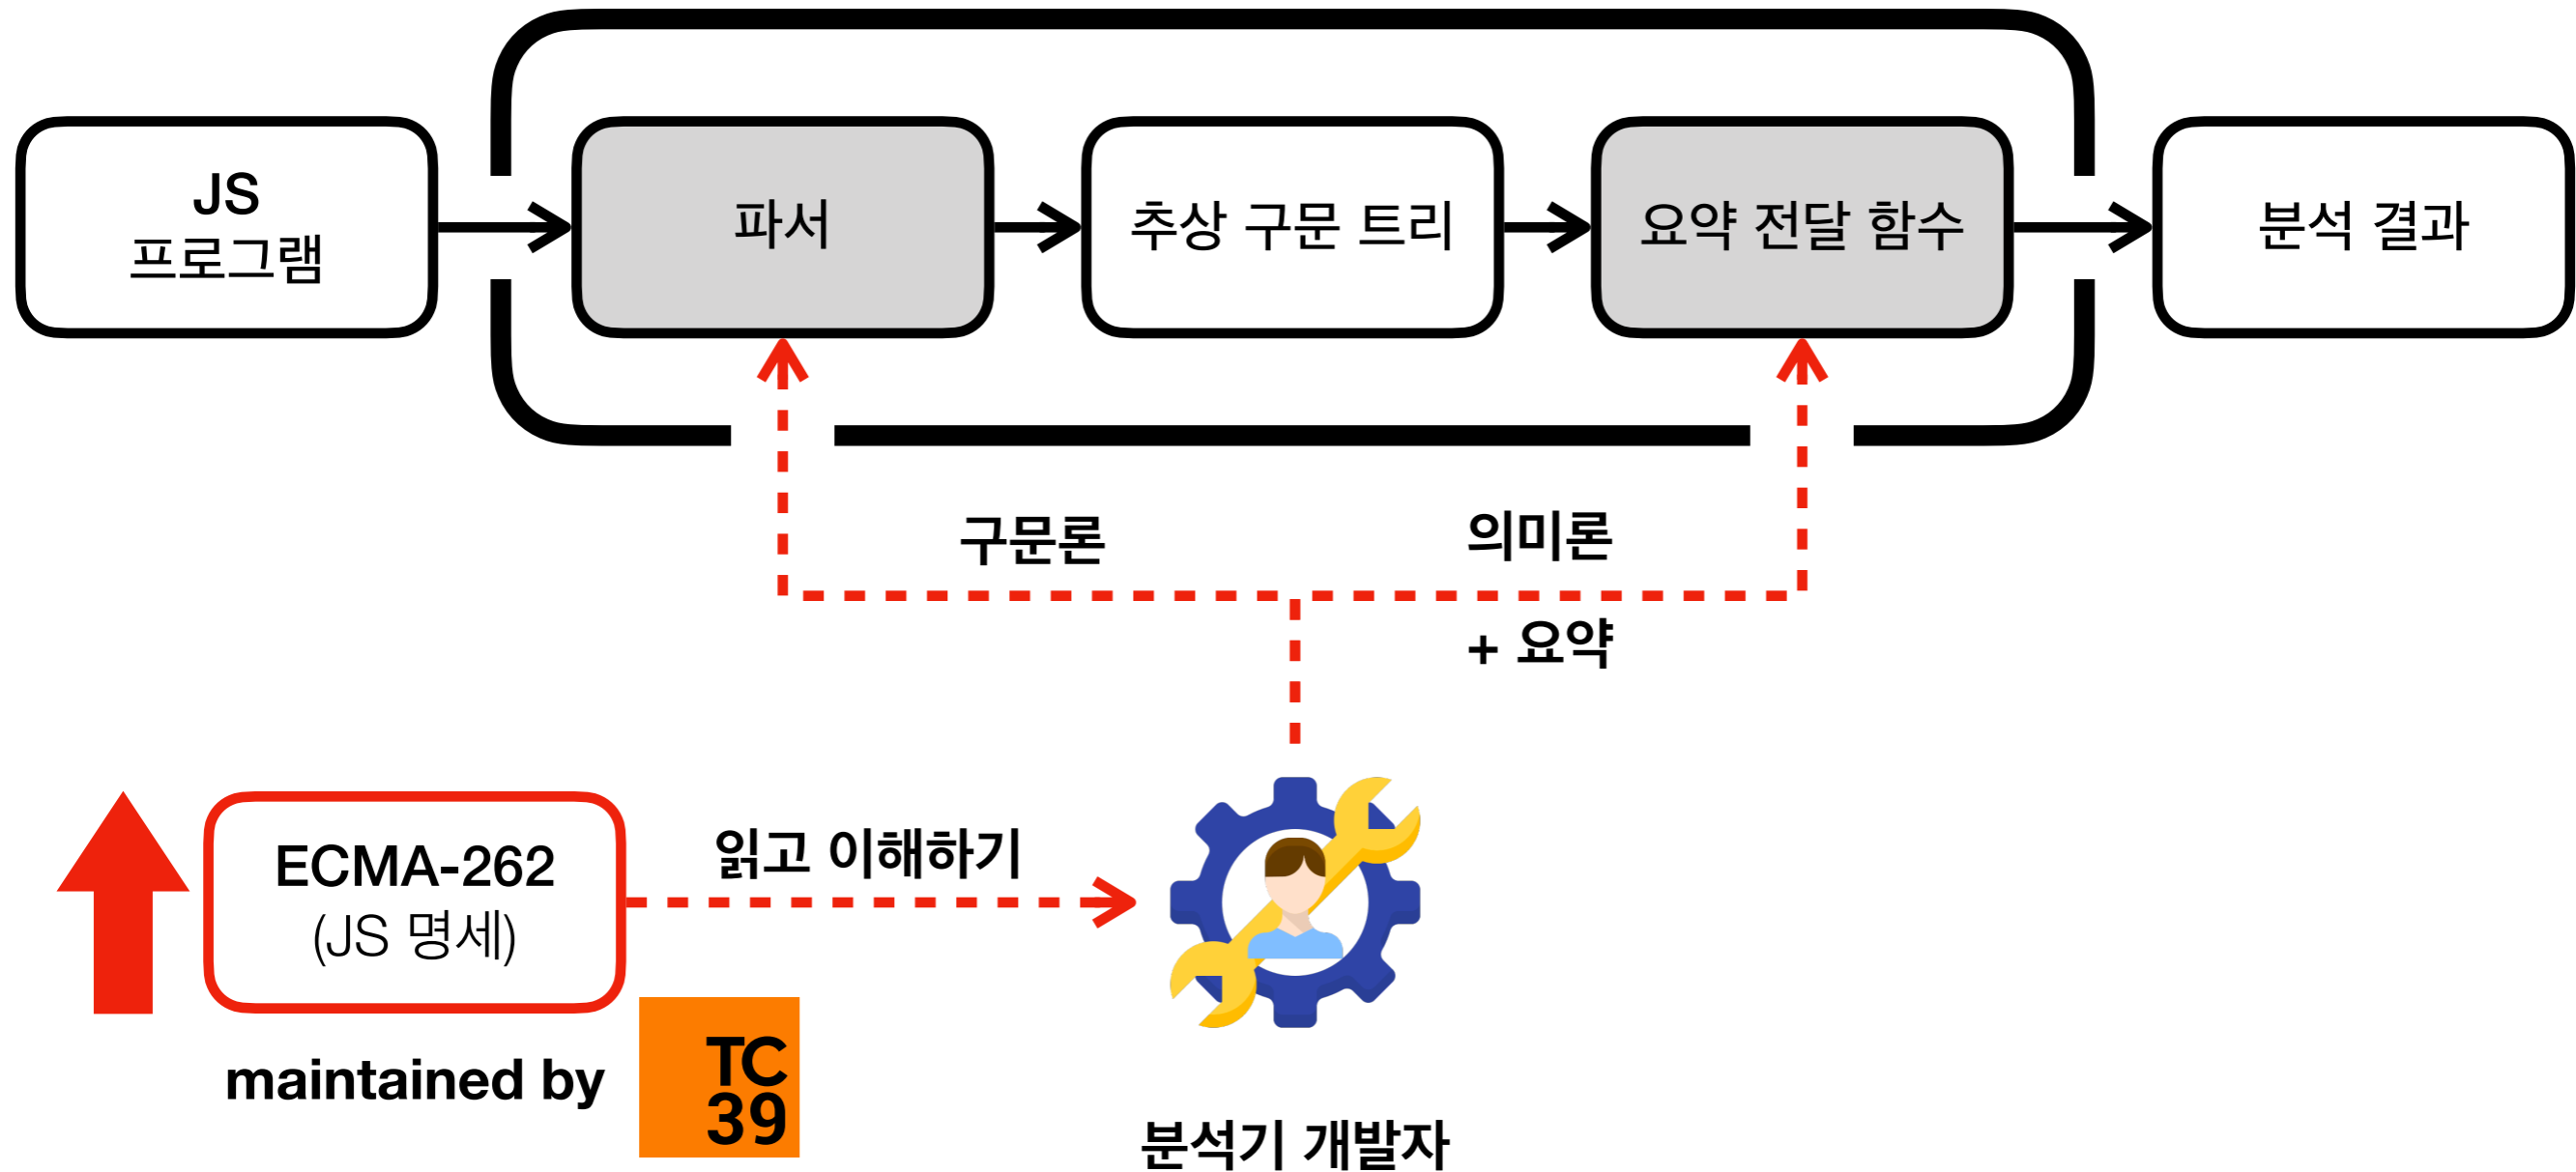 JS
프로그램
파서
추상 구문 트리
요약 전달 함수
분석 결과
구문론
의미론
+ 요약
ECMA-262
(JS 명세)
읽고 이해하기
maintained by
TC
39
분석기 개발자